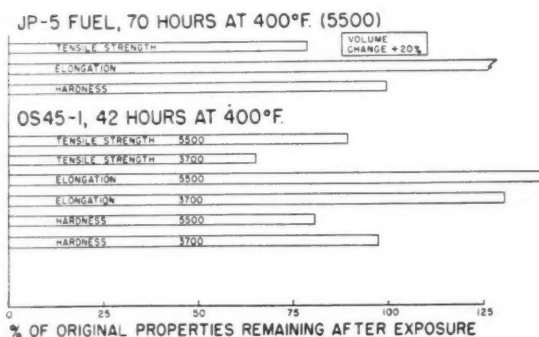 JP-5 FUEL, 70 HOURS AT 400°F. (5500)
TENSILE STRENGTH
VOLUME
CHANGE +20%
ELONGATION
HARDNESS
OS45-1, 42 HOURS AT 400°F.
TENSILE STRENGTH 5500
TENSILE STRENGTH 3700
ELONGATION 5500
ELONGATION 3700
HARDNESS 5500
HARDNESS 3700
0 25 50 75 100 125
% OF ORIGINAL PROPERTIES REMAINING AFTER EXPOSURE